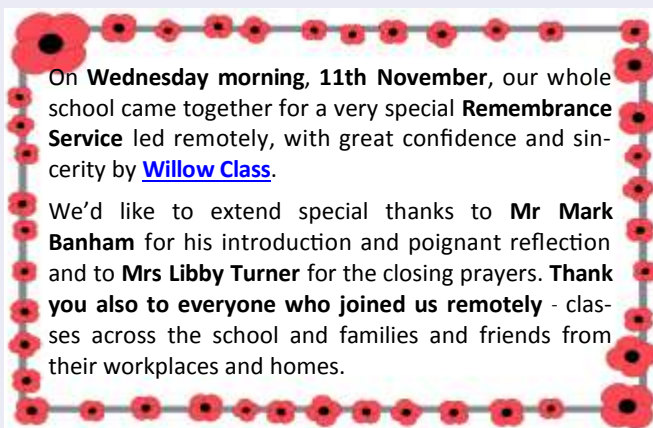 On Wednesday morning, 11th November, our whole
school came together for a very special Remembrance
Service led remotely, with great confidence and sin-
cerity by Willow Class.
We'd like to extend special thanks to Mr Mark
Banham for his introduction and poignant reflection
and to Mrs Libby Turner for the closing prayers. Thank
you also to everyone who joined us remotely - clas-
ses across the school and families and friends from
their workplaces and homes.